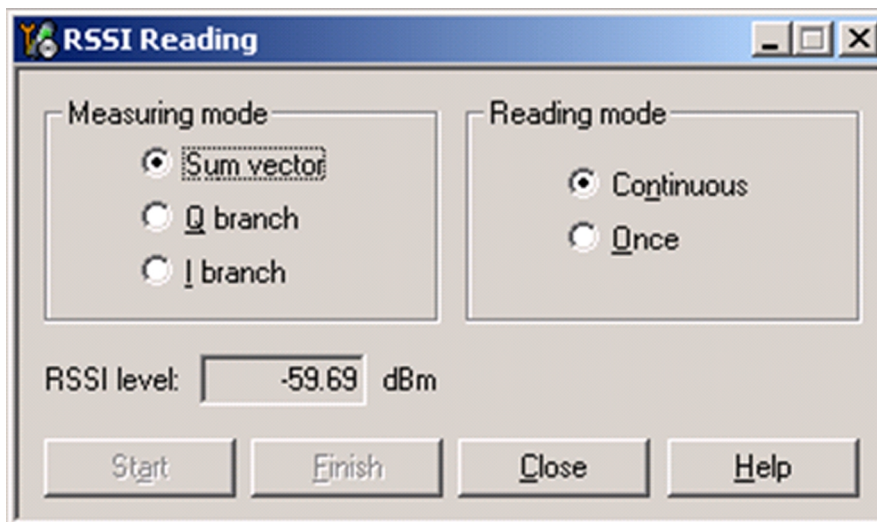 RSSI Reading
Measuring mode
Sum vector
Q branch
I branch
Reading mode
Continuous
Once
RSSI level: -59.69 dBm
Start Finish Close Help